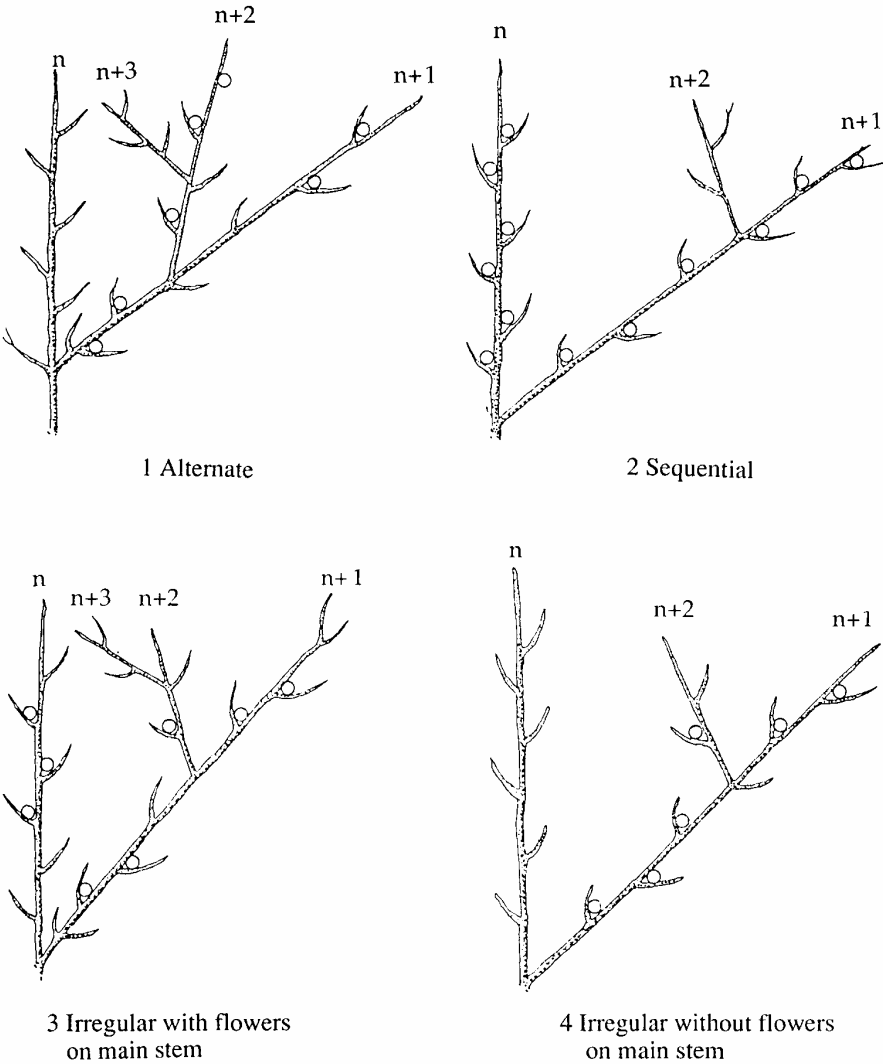 n+2
n
n+3
n+1
n
n+2
n+1
1 Alternate
2 Sequential
n
n+3
n+2
n+1
n
n+2
n+1
3 Irregular with flowers
on main stem
4 Irregular without flowers
on main stem